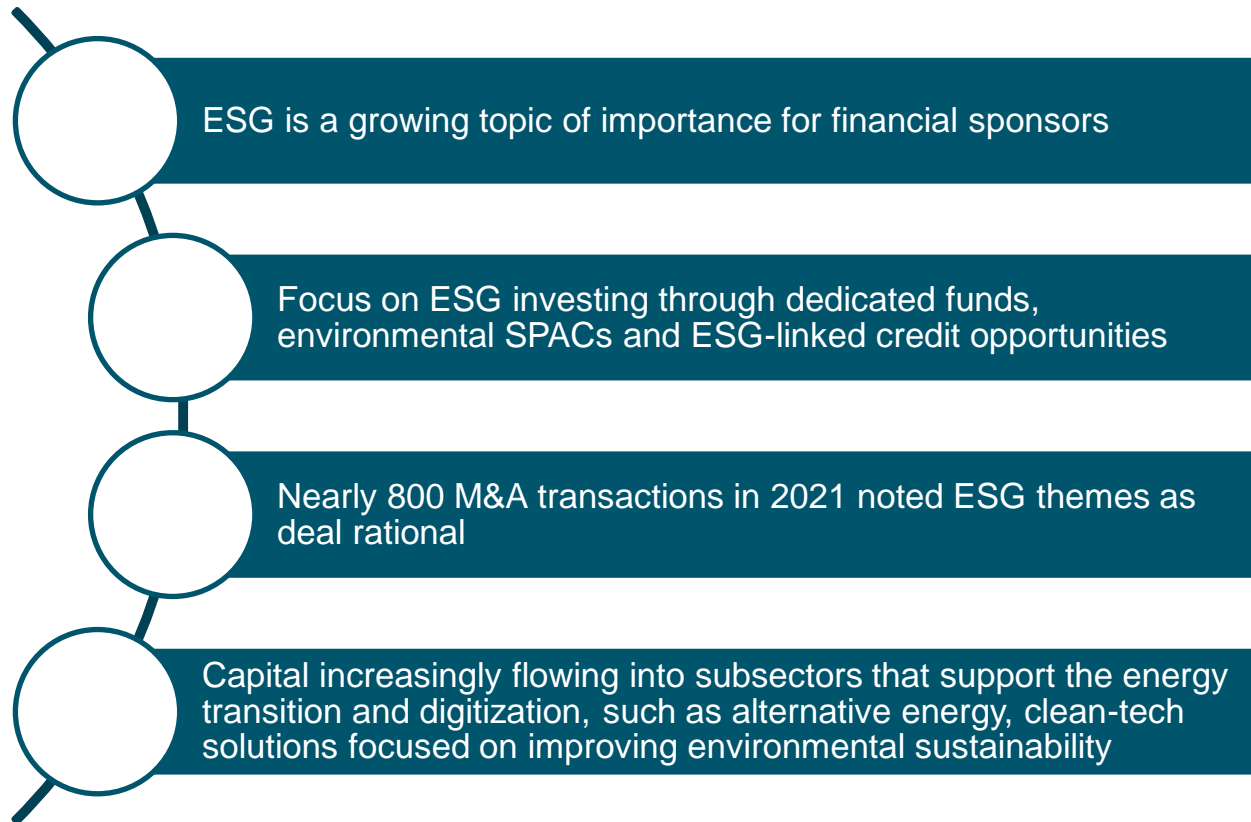 ESG is a growing topic of importance for financial sponsors
Focus on ESG investing through dedicated funds,
environmental SPACs and ESG-linked credit opportunities
Nearly 800 M&A transactions in 2021 noted ESG themes as
deal rational
Capital increasingly flowing into subsectors that support the energy
transition and digitization, such as alternative energy, clean-tech
solutions focused on improving environmental sustainability